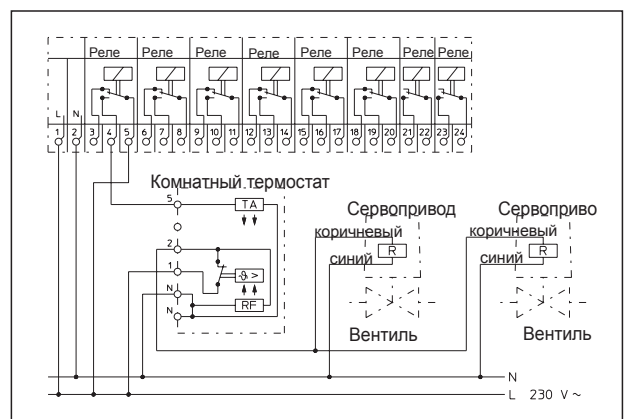 Реле Реле Реле Реле Реле Реле Реле Реле
L N
1 2 3 4 5 6 7 8 9 10 11 12 13 14 15 16 17 18 19 20 21 22 23 24
Комнатный термостат
5 TA
Сервопривод Сервоприво
коричневый коричневый
2
R R
синий синий
1 ϑ >
N RF
N
Вентиль Вентиль
N
L 230 V ~